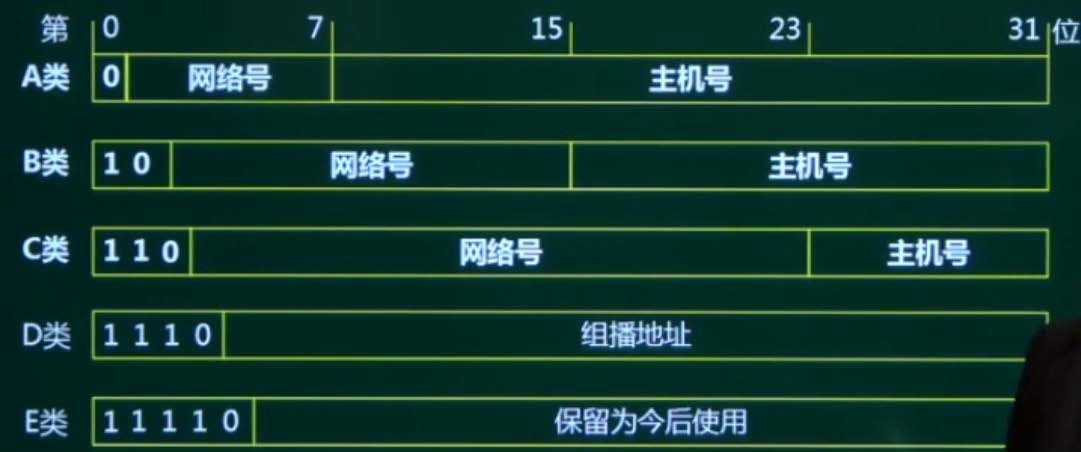 第 0 7 15 23 31 位
A类 0 网络号 主机号
B类 1 0 网络号 主机号
C类 1 1 0 网络号 主机号
D类 1 1 1 0 组播地址
E类 1 1 1 1 0 保留为今后使用